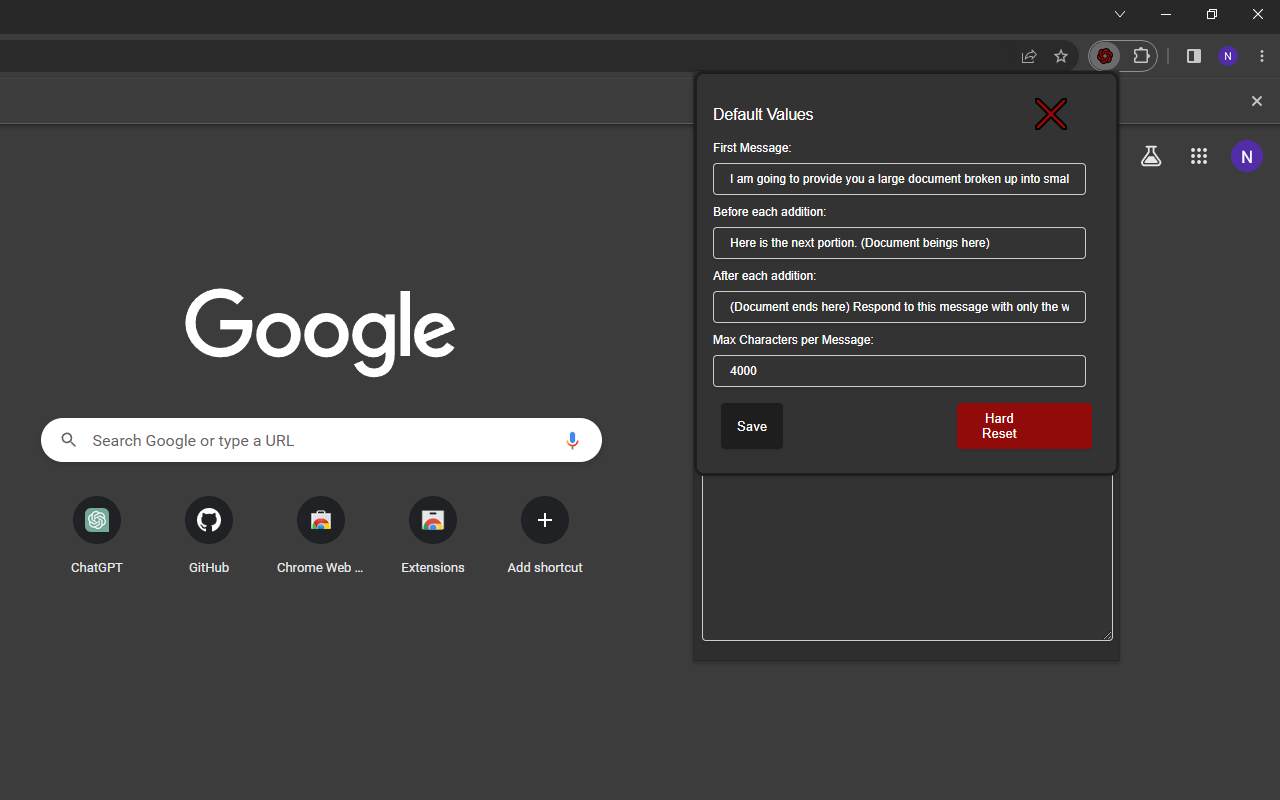 N
Default Values
First Message:
I am going to provide you a large document broken up into smal
Before each addition:
Here is the next portion. (Document beings here)
After each addition:
(Document ends here) Respond to this message with only the w
Max Characters per Message:
4000
Save
Hard
Reset
N
Google
Search Google or type a URL
ChatGPT
GitHub
Chrome Web ...
Extensions
Add shortcut